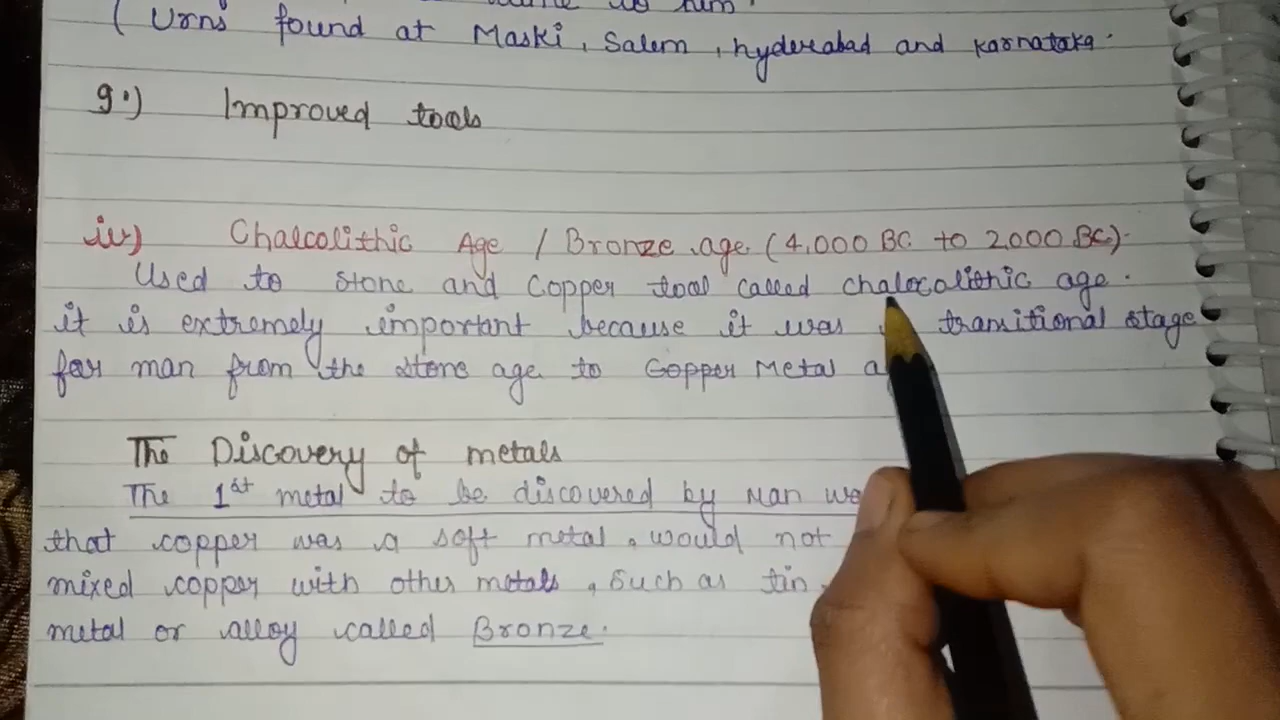 him.
( Urns found at Maski, Salem, hyderabad and Karnataka.
9.) Improved tools
iv) Chalcolithic Age / Bronze age (4,000 BC to 2000 BC).
Used to stone and Copper tool called chalocolithic age.
it is extremely important because it was transitional stage
for man from the stone age to Copper Metal
The Discovery of metals
The 1st metal to be discovered by Man
that copper was a soft metal, would not
mixed copper with other metals, Such as tin
metal or alloy called Bronze.